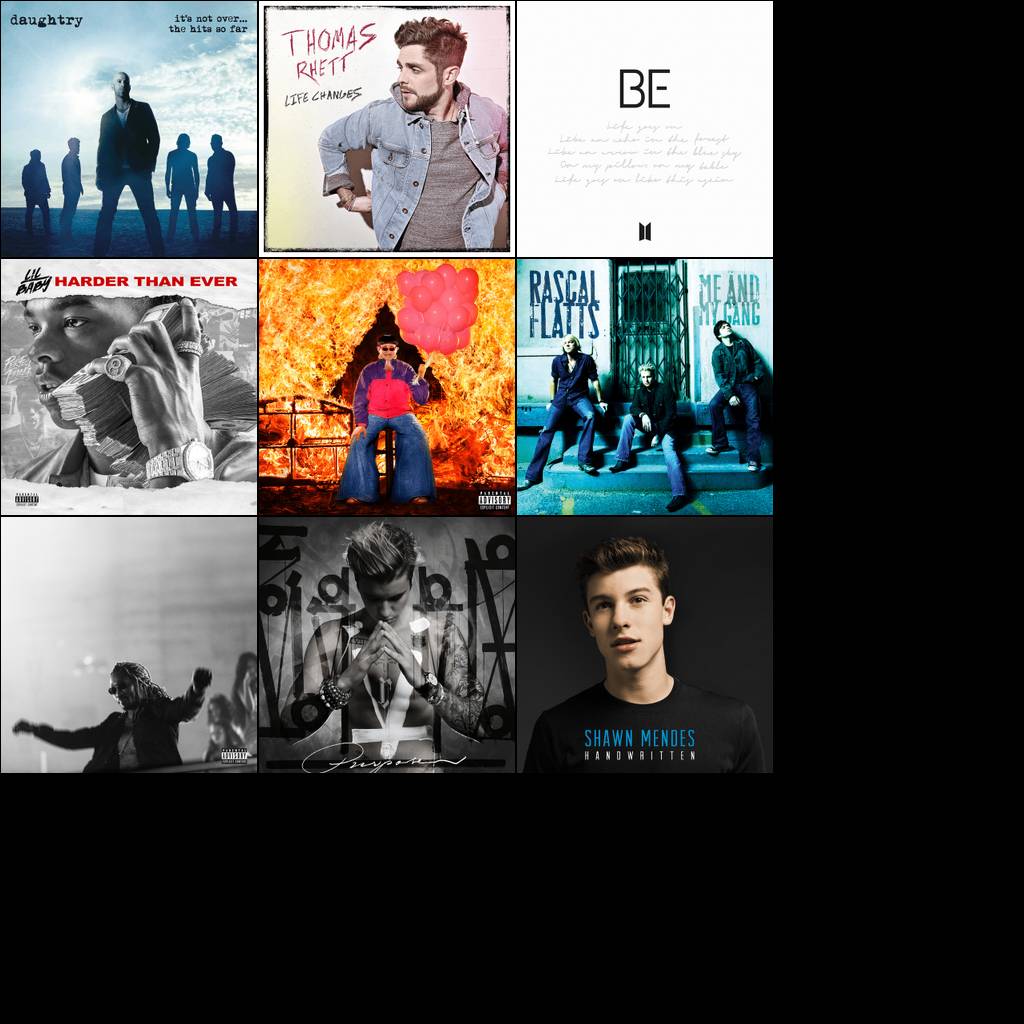 daughtry
it's not over...
the hits so far
THOMAS
RHETT
LIFE CHANGES
BE
Life goes on
Like an echo in the forest
Like an arrow in the blue sky
On my pillow on my table
Life goes on like this again
LIL
BABY
HARDER THAN EVER
PARENTAL
ADVISORY
EXPLICIT CONTENT
PARENTAL
ADVISORY
EXPLICIT CONTENT
RASCAL
FLATTS
ME AND
MY GANG
PARENTAL
ADVISORY
EXPLICIT CONTENT
Purpose
SHAWN MENDES
HANDWRITTEN